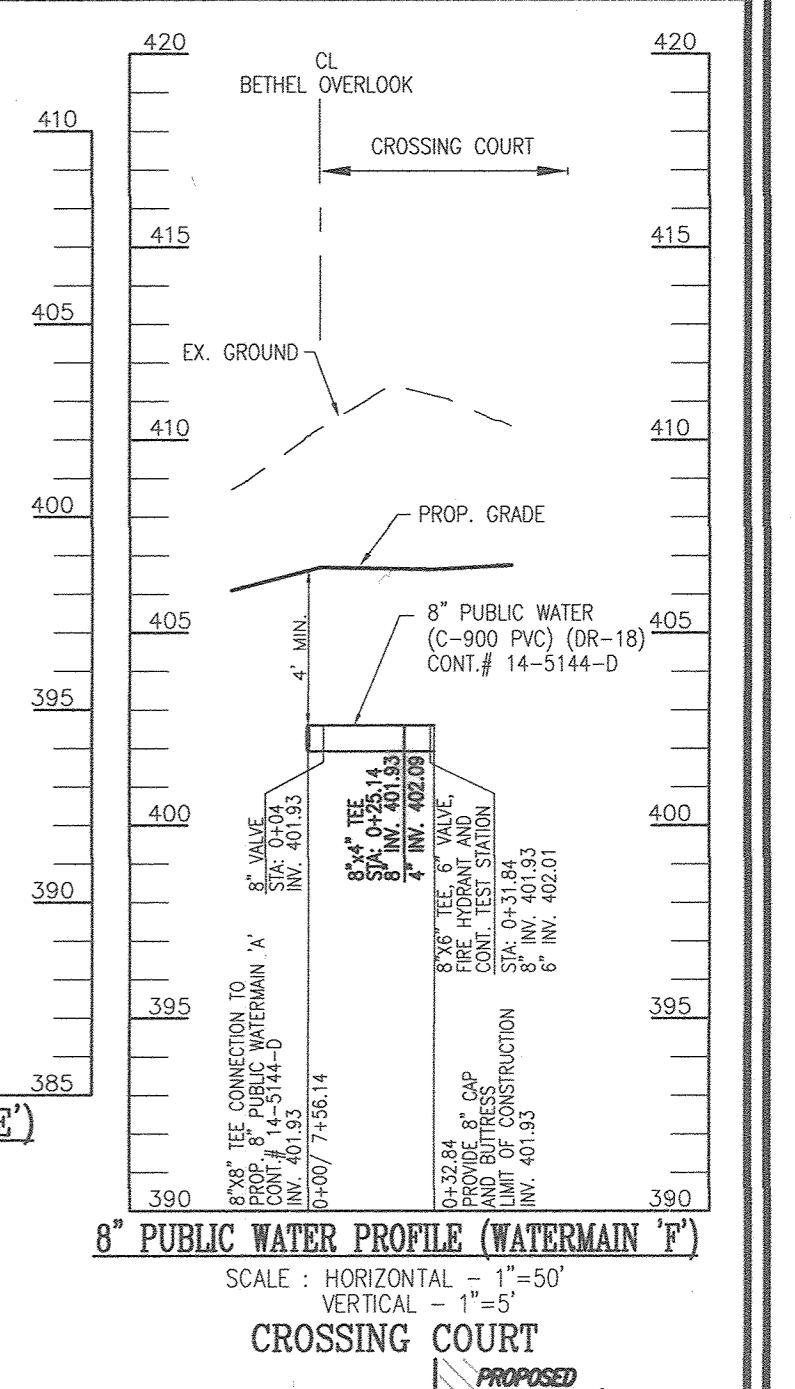 420
420
CL
BETHEL OVERLOOK
410
CROSSING COURT
415
415
405
EX. GROUND
410
410
400
PROP. GRADE
8" PUBLIC WATER
(C-900 PVC) (DR-18)
CONT.# 14-5144-D
405
405
4' MIN.
395
8" VALVE
STA: 0+04
INV. 401.93
8"x4" TEE
STA: 0+25.14
8" INV. 401.93
4" INV. 402.09
8"X6" TEE, 6" VALVE,
FIRE HYDRANT AND
CONT. TEST STATION
STA: 0+31.84
8" INV. 401.93
6" INV. 402.01
400
400
390
8"X8" TEE CONNECTION TO
PROP. 8" PUBLIC WATERMAIN 'A'
CONT.# 14-5144-D
INV. 401.93
0+00/ 7+56.14
0+32.84
PROVIDE 8" CAP
AND BUTTRESS
LIMIT OF CONSTRUCTION
INV. 401.93
395
395
385
E')
390
390
8" PUBLIC WATER PROFILE (WATERMAIN 'F')
SCALE : HORIZONTAL - 1"=50'
VERTICAL - 1"=5'
CROSSING COURT
PROPOSED